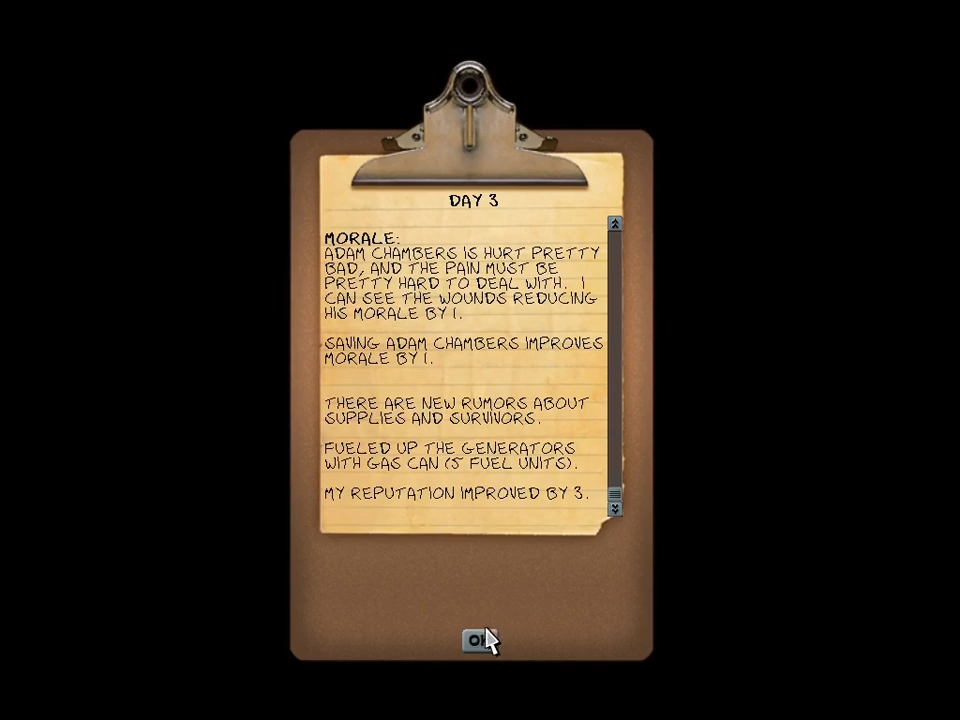 DAY 3
MORALE:
ADAM CHAMBERS IS HURT PRETTY
BAD, AND THE PAIN MUST BE
PRETTY HARD TO DEAL WITH. I
CAN SEE THE WOUNDS REDUCING
HIS MORALE BY 1.
SAVING ADAM CHAMBERS IMPROVES
MORALE BY 1.
THERE ARE NEW RUMORS ABOUT
SUPPLIES AND SURVIVORS.
FUELED UP THE GENERATORS
WITH GAS CAN (5 FUEL UNITS).
MY REPUTATION IMPROVED BY 3.
OK